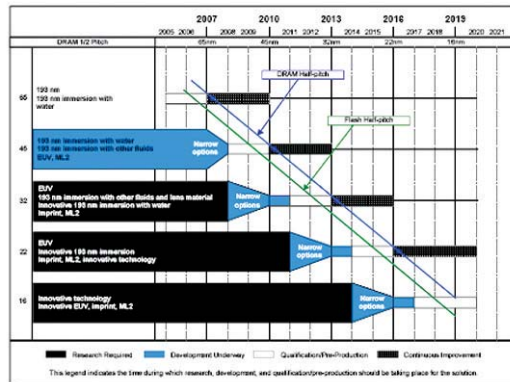 2007 2010 2013 2016 2019
DRAM 1/2 Pitch
2005 2006 2008 2009 2011 2012 2014 2015 2017 2018 2020 2021
65nm 45nm 32nm 22nm 16nm
DRAM Half-pitch
65
193 nm
193 nm immersion with
water
Flash Half-pitch
45
193 nm immersion with water
193 nm immersion with other fluids
EUV, ML2
Narrow
options
32
EUV
193 nm immersion with other fluids and lens material
Innovative 193 nm immersion with water
Imprint, ML2
Narrow
options
22
EUV
Innovative 193 nm immersion
Imprint, ML2, innovative technology
Narrow
options
16
Innovative technology
Innovative EUV, imprint, ML2
Narrow
options
Research Required Development Underway Qualification/Pre-Production Continuous Improvement
This legend indicates the time during which research, development, and qualification/pre-production should be taking place for the solution.